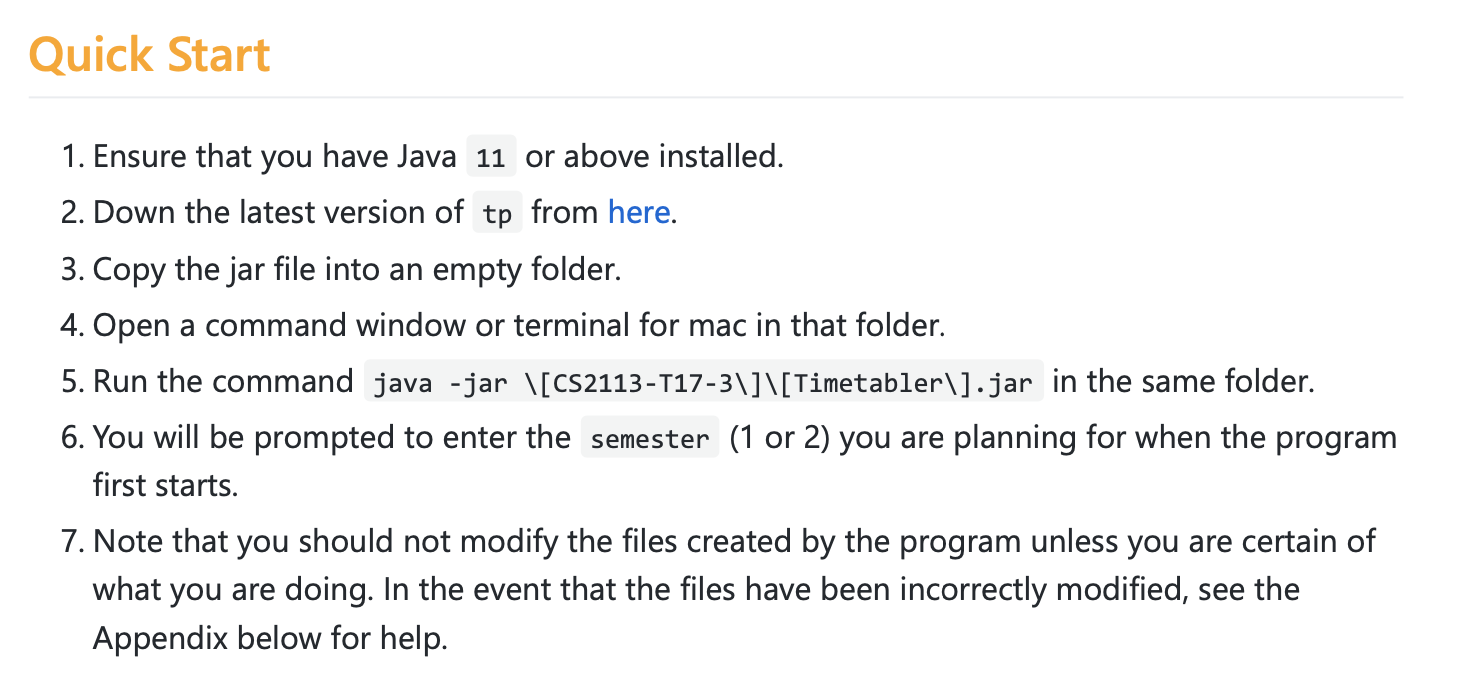 Quick Start
1. Ensure that you have Java 11 or above installed.
2. Down the latest version of tp from here.
3. Copy the jar file into an empty folder.
4. Open a command window or terminal for mac in that folder.
5. Run the command java -jar \[CS2113-T17-3\]\[Timetabler\].jar in the same folder.
6. You will be prompted to enter the semester (1 or 2) you are planning for when the program
first starts.
7. Note that you should not modify the files created by the program unless you are certain of
what you are doing. In the event that the files have been incorrectly modified, see the
Appendix below for help.